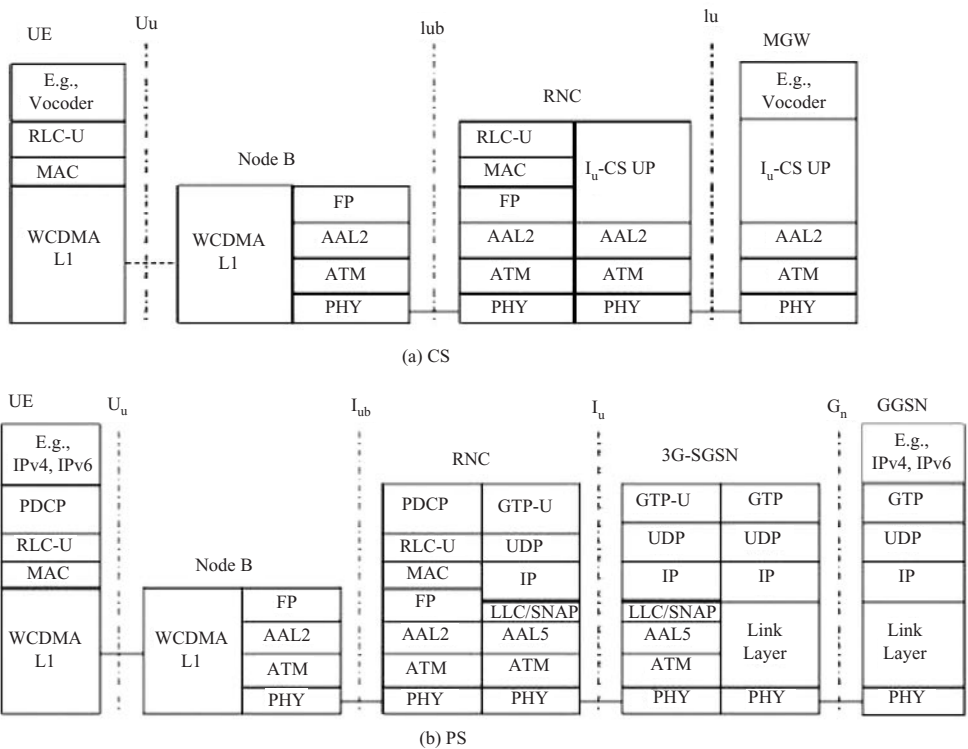 UE
Uu
Iub
Iu
MGW
E.g.,
Vocoder
RLC-U
MAC
WCDMA
L1
Node B
WCDMA
L1
FP
AAL2
ATM
PHY
RNC
RLC-U
MAC
FP
AAL2
ATM
PHY
Iu-CS UP
AAL2
ATM
PHY
E.g.,
Vocoder
Iu-CS UP
AAL2
ATM
PHY
(a) CS
UE
Uu
Iub
Iu
Gn
GGSN
E.g.,
IPv4, IPv6
PDCP
RLC-U
MAC
WCDMA
L1
Node B
WCDMA
L1
FP
AAL2
ATM
PHY
RNC
PDCP
RLC-U
MAC
FP
AAL2
ATM
PHY
GTP-U
UDP
IP
LLC/SNAP
AAL5
ATM
PHY
3G-SGSN
GTP-U
UDP
IP
LLC/SNAP
AAL5
ATM
PHY
GTP
UDP
IP
Link
Layer
PHY
E.g.,
IPv4, IPv6
GTP
UDP
IP
Link
Layer
PHY
(b) PS